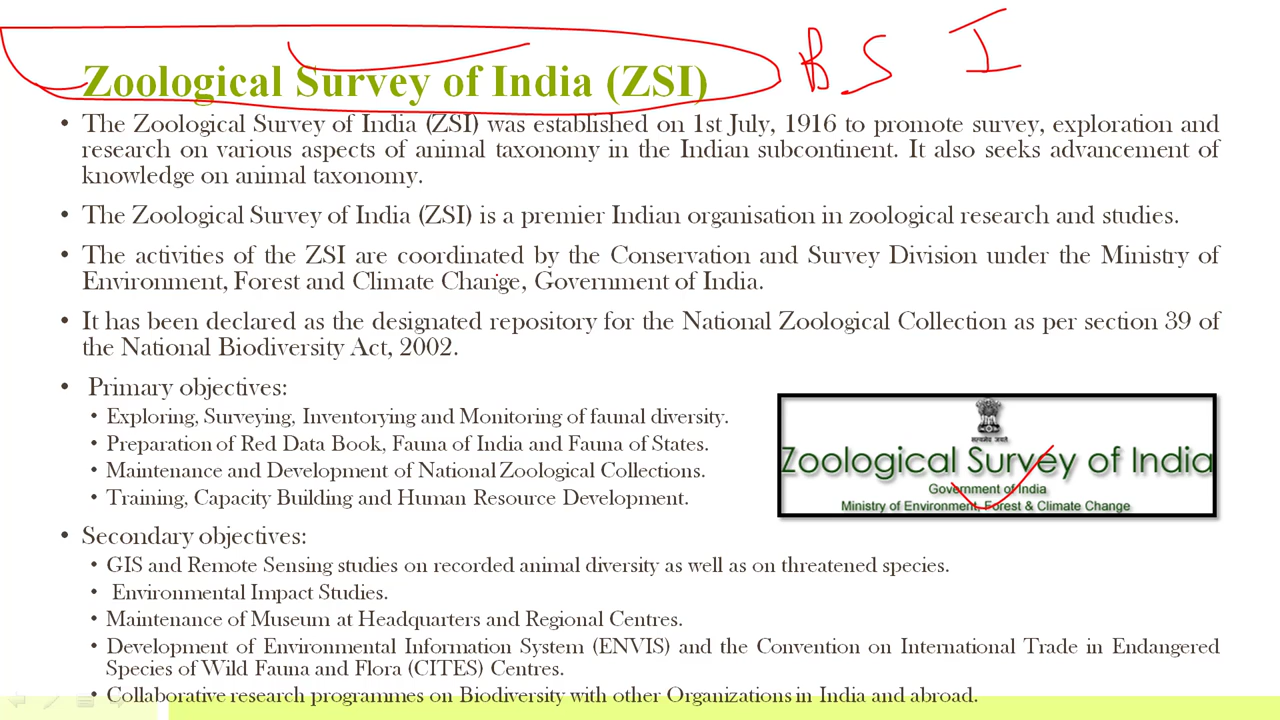 B S I
Zoological Survey of India (ZSI)
• The Zoological Survey of India (ZSI) was established on 1st July, 1916 to promote survey, exploration and
research on various aspects of animal taxonomy in the Indian subcontinent. It also seeks advancement of
knowledge on animal taxonomy.
• The Zoological Survey of India (ZSI) is a premier Indian organisation in zoological research and studies.
• The activities of the ZSI are coordinated by the Conservation and Survey Division under the Ministry of
Environment, Forest and Climate Change, Government of India.
• It has been declared as the designated repository for the National Zoological Collection as per section 39 of
the National Biodiversity Act, 2002.
• Primary objectives:
• Exploring, Surveying, Inventorying and Monitoring of faunal diversity.
• Preparation of Red Data Book, Fauna of India and Fauna of States.
• Maintenance and Development of National Zoological Collections.
• Training, Capacity Building and Human Resource Development.
सत्यमेव जयते
Zoological Survey of India
Government of India
Ministry of Environment, Forest & Climate Change
• Secondary objectives:
• GIS and Remote Sensing studies on recorded animal diversity as well as on threatened species.
• Environmental Impact Studies.
• Maintenance of Museum at Headquarters and Regional Centres.
• Development of Environmental Information System (ENVIS) and the Convention on International Trade in Endangered
Species of Wild Fauna and Flora (CITES) Centres.
• Collaborative research programmes on Biodiversity with other Organizations in India and abroad.